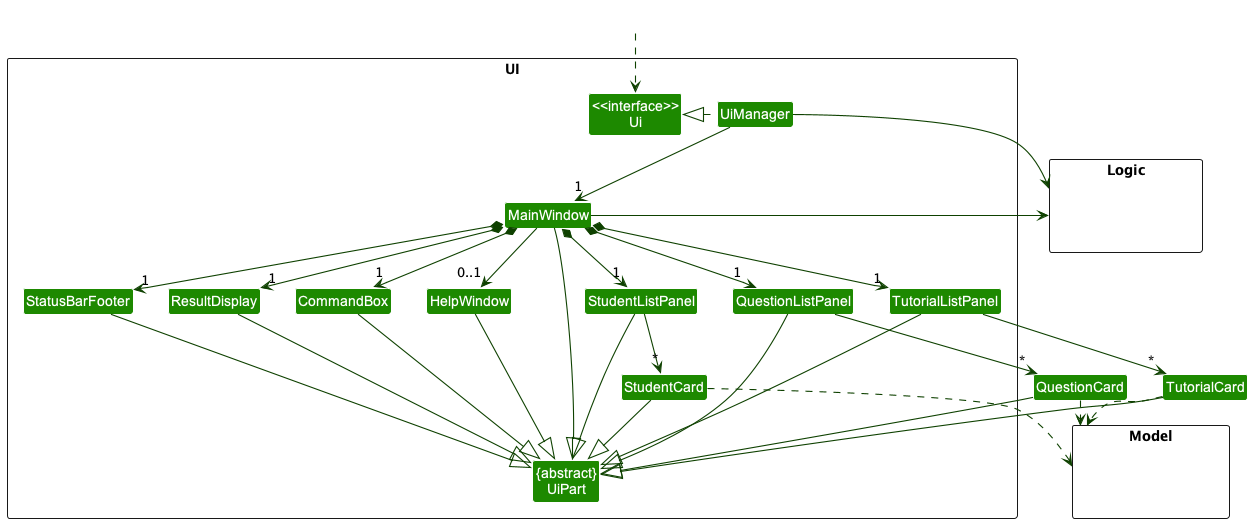 UI
<<interface>>
Ui
UiManager
Logic
1
MainWindow
1
1
1
0..1
1
1
1
StatusBarFooter
ResultDisplay
CommandBox
HelpWindow
StudentListPanel
QuestionListPanel
TutorialListPanel
*
*
*
StudentCard
QuestionCard
TutorialCard
Model
{abstract}
UiPart